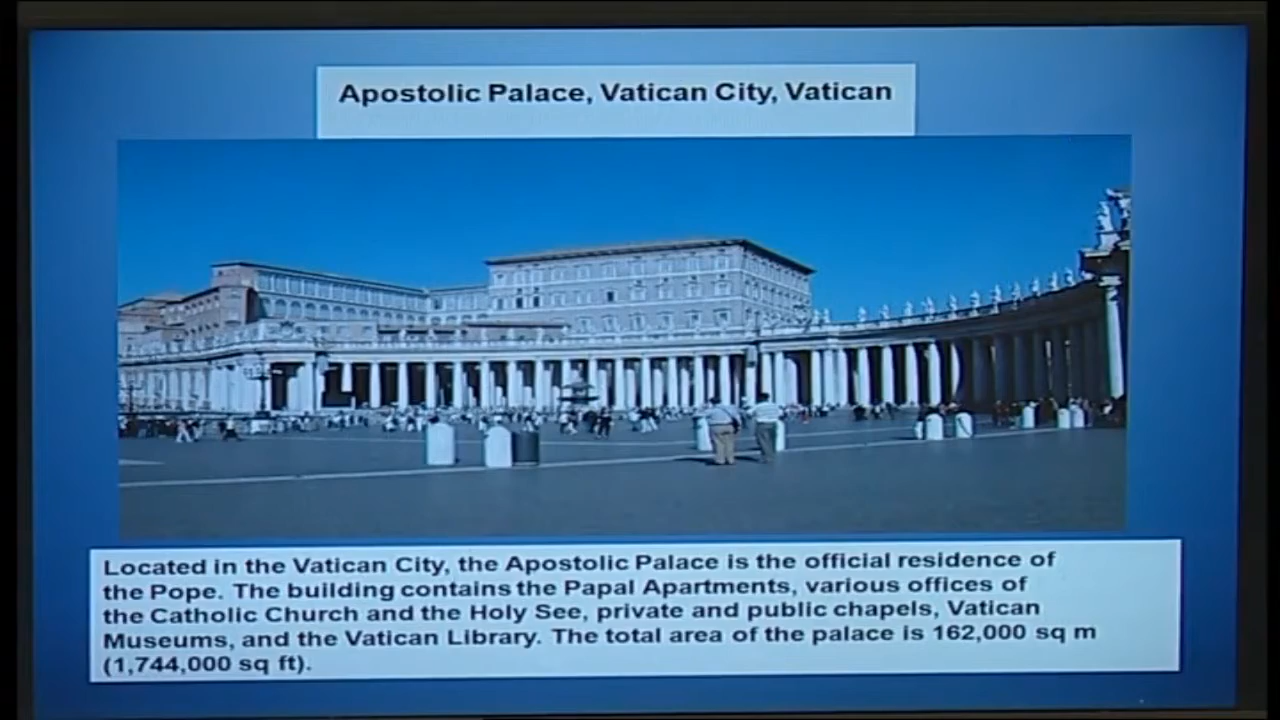 Apostolic Palace, Vatican City, Vatican
Located in the Vatican City, the Apostolic Palace is the official residence of
the Pope. The building contains the Papal Apartments, various offices of
the Catholic Church and the Holy See, private and public chapels, Vatican
Museums, and the Vatican Library. The total area of the palace is 162,000 sq m
(1,744,000 sq ft).